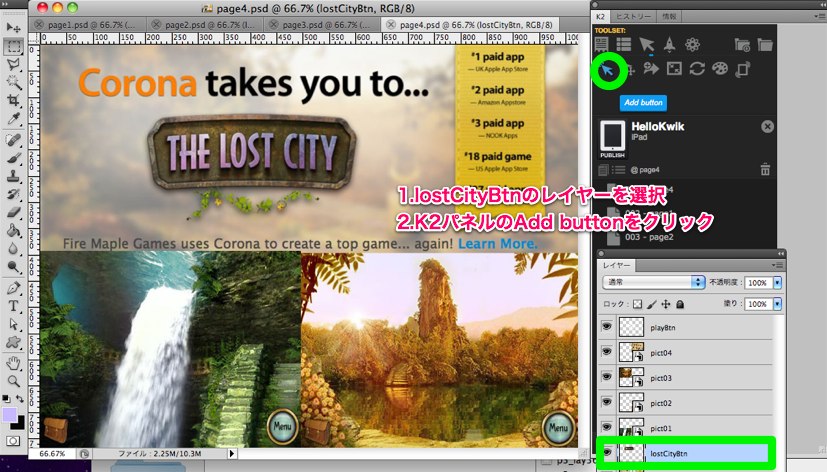 page4.psd @ 66.7% (lostCityBtn, RGB/8)
page1.psd @ 66.7% (...
page2.psd @ 66.7% (...
page3.psd @ 66.7% (...
page4.psd @ 66.7% (lostCityBtn, RGB/8)
Corona takes you to...
THE LOST CITY
#1 paid app
— UK Apple App Store
#2 paid app
— Amazon Appstore
#3 paid app
— NOOK Apps
#18 paid game
— US Apple App Store
Fire Maple Games uses Corona to create a top game... again! Learn More.
Menu
Menu
66.67%
ファイル : 2.25M/10.3M
1.lostCityBtnのレイヤーを選択
2.K2パネルのAdd buttonをクリック
K2
ヒストリー
情報
TOOLSET:
Add button
HelloKwik
iPad
PUBLISH
@ page4
003 - page2
レイヤー
通常
不透明度 : 100%
ロック :
塗り : 100%
playBtn
pict04
pict03
pict02
pict01
lostCityBtn